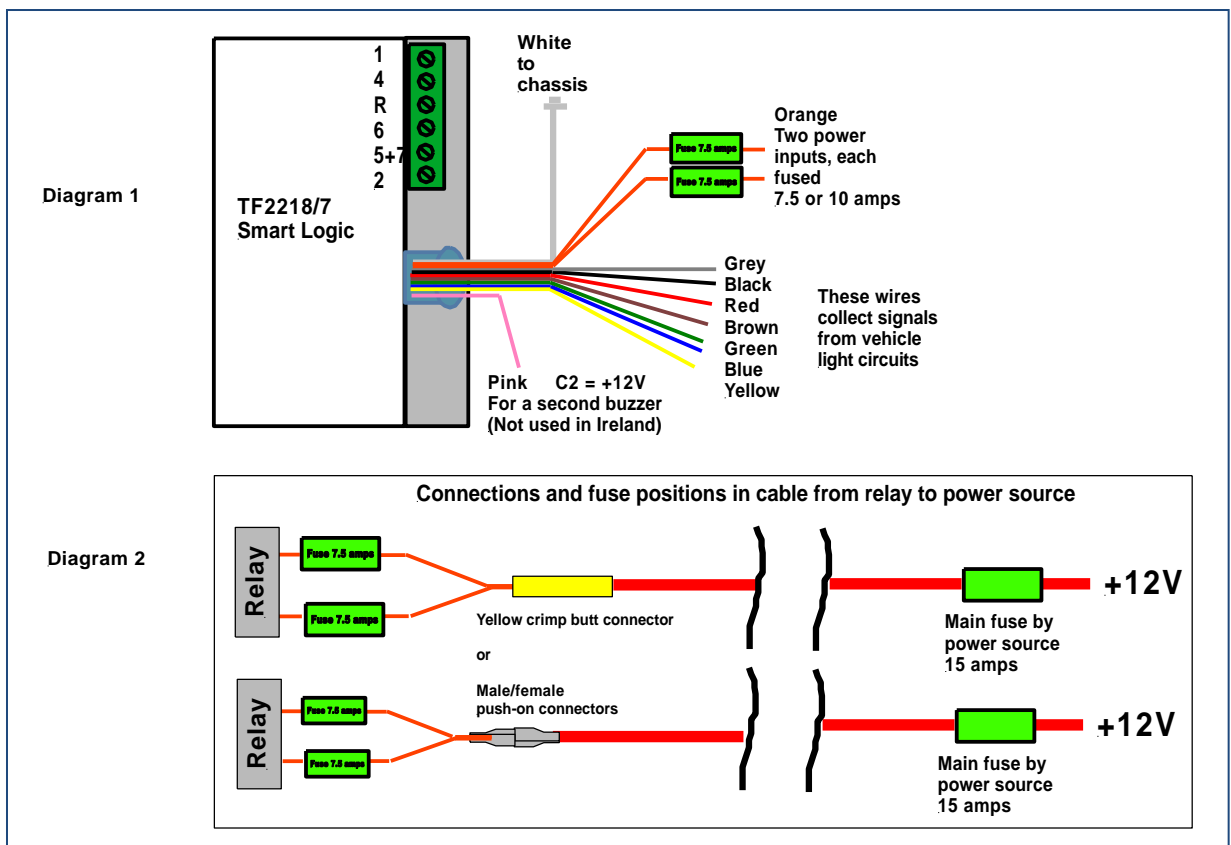 Diagram 1
1
4
R
6
5+7
2
TF2218/7
Smart Logic
White
to
chassis
Fuse 7.5 amps
Fuse 7.5 amps
Orange
Two power
inputs, each
fused
7.5 or 10 amps
Grey
Black
Red
Brown
Green
Blue
Yellow
These wires
collect signals
from vehicle
light circuits
Pink C2 = +12V
For a second buzzer
(Not used in Ireland)
Diagram 2
Connections and fuse positions in cable from relay to power source
Relay
Fuse 7.5 amps
Fuse 7.5 amps
Yellow crimp butt connector
or
Male/female
push-on connectors
+12V
Main fuse by
power source
15 amps
Relay
Fuse 7.5 amps
Fuse 7.5 amps
+12V
Main fuse by
power source
15 amps